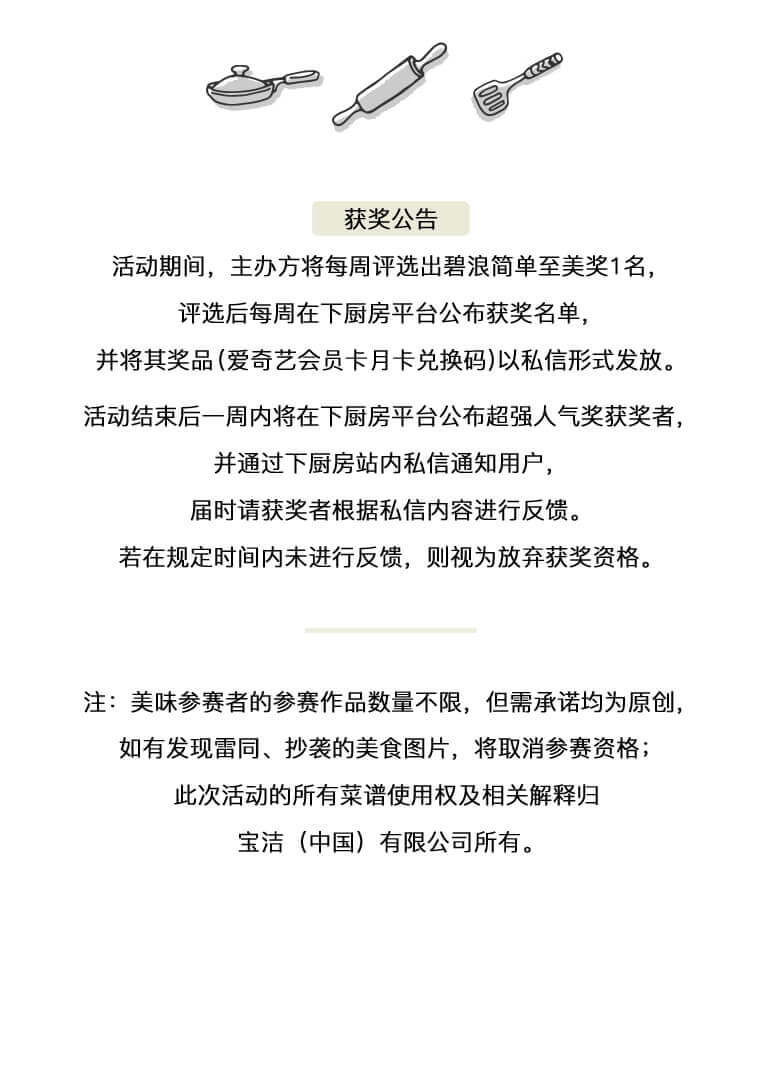 获奖公告
活动期间，主办方将每周评选出碧浪简单至美奖1名，
评选后每周在下厨房平台公布获奖名单，
并将其奖品(爱奇艺会员卡月卡兑换码)以私信形式发放。
活动结束后一周内将在下厨房平台公布超强人气奖获奖者，
并通过下厨房站内私信通知用户，
届时请获奖者根据私信内容进行反馈。
若在规定时间内未进行反馈，则视为放弃获奖资格。
注：美味参赛者的参赛作品数量不限，但需承诺均为原创，
如有发现雷同、抄袭的美食图片，将取消参赛资格；
此次活动的所有菜谱使用权及相关解释归
宝洁（中国）有限公司所有。